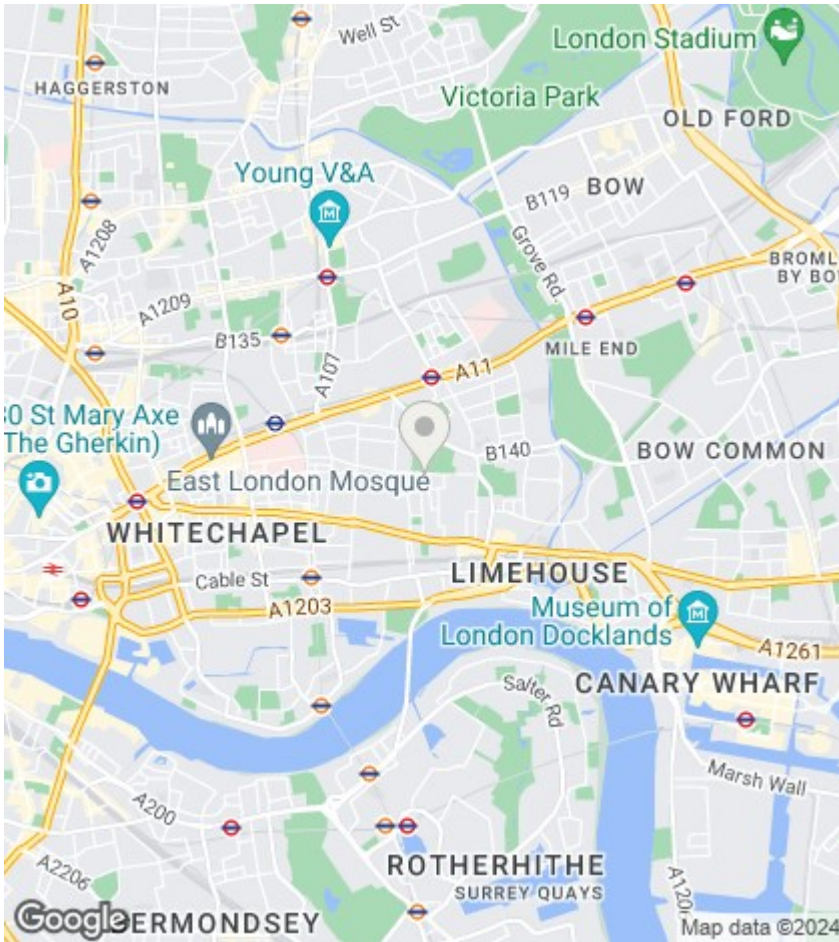 Well St
London Stadium
HAGGERSTON
Victoria Park
OLD FORD
Young V&A
BOW
B119
A1208
Grove Rd
BROML
BY BO
A10
A1209
B135
MILE END
A107
A11
30 St Mary Axe
(The Gherkin)
B140
BOW COMMON
East London Mosque
WHITECHAPEL
LIMEHOUSE
Cable St
A1203
Museum of
London Docklands
A1261
CANARY WHARF
Salter Rd
Marsh Wall
A200
A2206
ROTHERHITHE
SURREY QUAYS
A1206
Google
BERMONDSEY
Map data ©2024